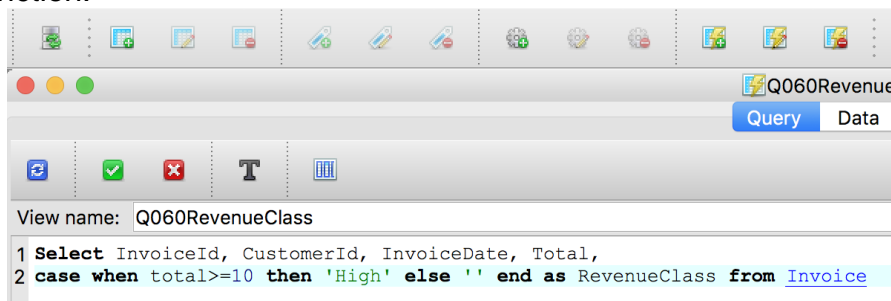 Q060Revenue
Query Data
View name: Q060RevenueClass
1 Select InvoiceId, CustomerId, InvoiceDate, Total,
2 case when total>=10 then 'High' else '' end as RevenueClass from Invoice